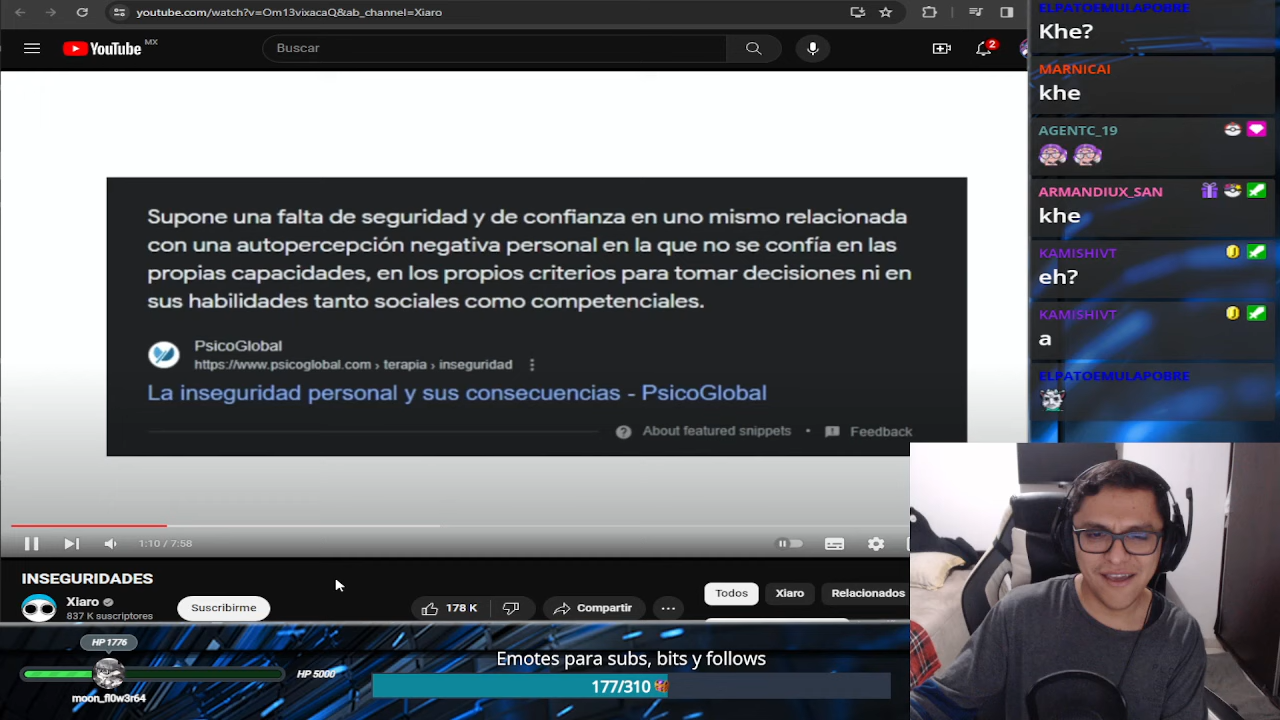 youtube.com/watch?v=Om13vixacaQ&ab_channel=Xiaro
YouTube MX
Buscar
2
Supone una falta de seguridad y de confianza en uno mismo relacionada
con una autopercepción negativa personal en la que no se confía en las
propias capacidades, en los propios criterios para tomar decisiones ni en
sus habilidades tanto sociales como competenciales.
PsicoGlobal
https://www.psicoglobal.com › terapia › inseguridad
La inseguridad personal y sus consecuencias - PsicoGlobal
About featured snippets • Feedback
1:10 / 7:58
INSEGURIDADES
Xiaro
837 K suscriptores
Suscribirme
178 K
Compartir
Todos
Xiaro
Relacionados
ELPATOEMULAPOBRE
Khe?
MARNICAI
khe
AGENTC_19
ARMANDIUX_SAN
khe
KAMISHIVT
eh?
KAMISHIVT
a
ELPATOEMULAPOBRE
HP 1776
HP 5000
moon_fl0w3r64
Emotes para subs, bits y follows
177/310